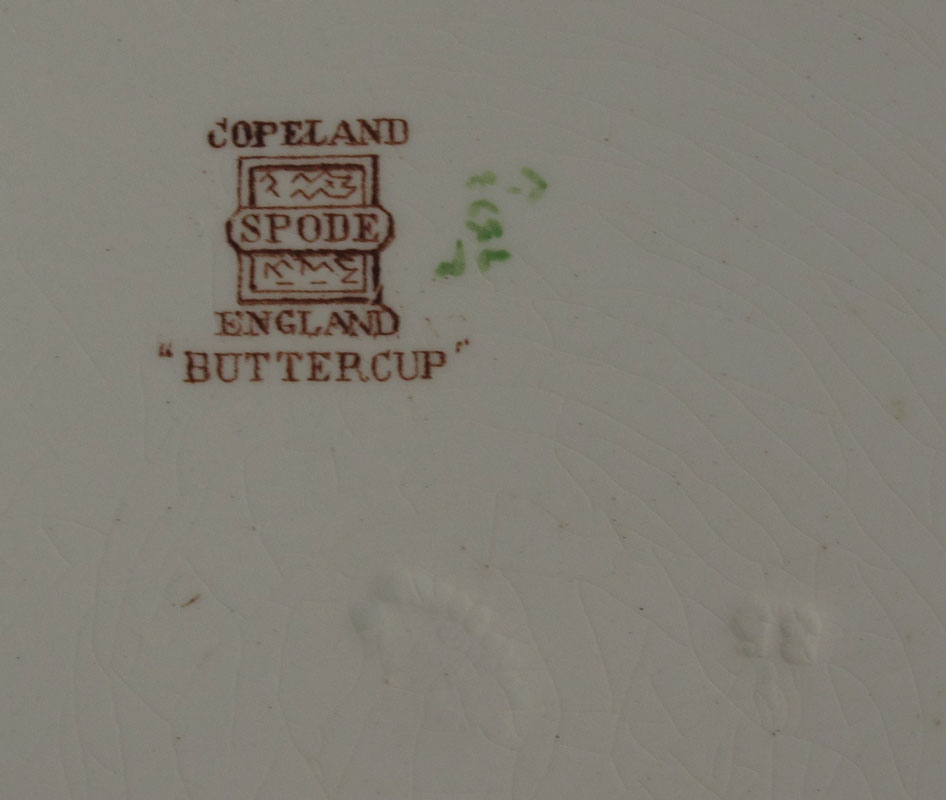 COPELAND
SPODE
ENGLAND
"BUTTERCUP"